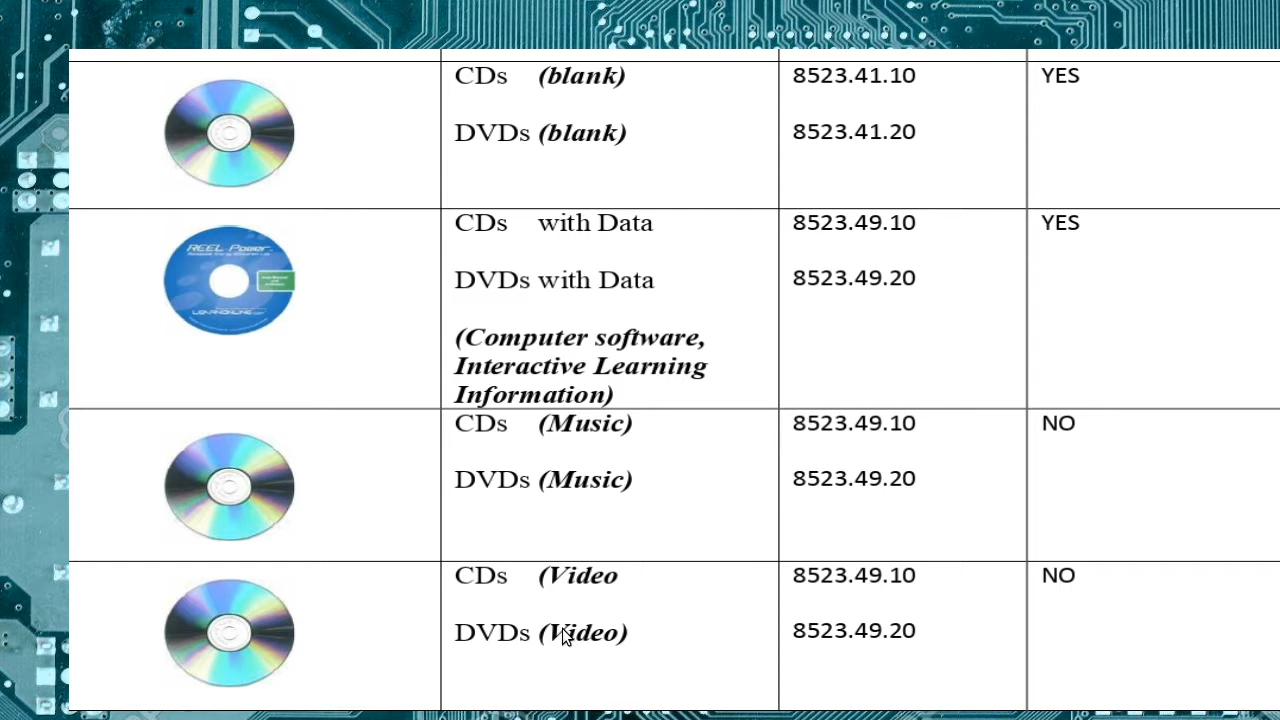 CDs (blank) 8523.41.10 YES
DVDs (blank) 8523.41.20
CDs with Data 8523.49.10 YES
REEL Power
DVDs with Data 8523.49.20
(Computer software,
Interactive Learning
Information)
CDs (Music) 8523.49.10 NO
DVDs (Music) 8523.49.20
CDs (Video 8523.49.10 NO
DVDs (Video) 8523.49.20